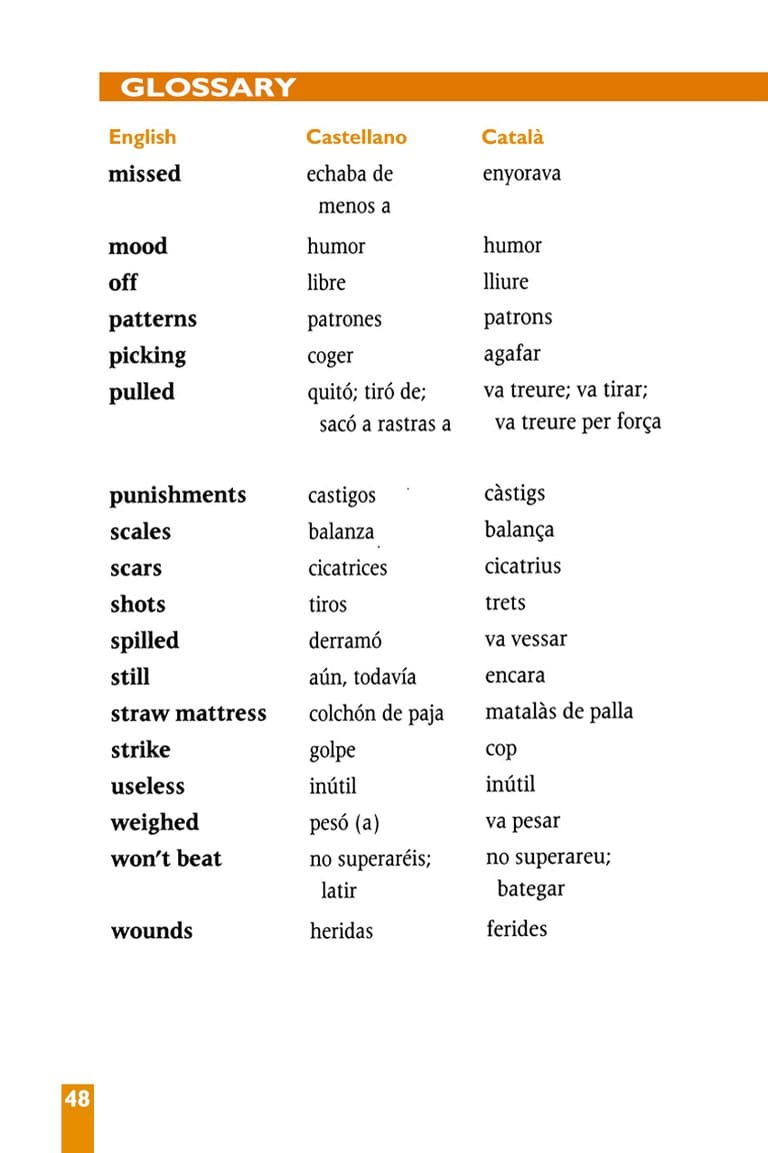 GLOSSARY
English Castellano Català
missed echaba de enyorava
menos a
mood humor humor
off libre lliure
patterns patrones patrons
picking coger agafar
pulled quitó; tiró de; va treure; va tirar;
sacó a rastras a va treure per força
punishments castigos càstigs
scales balanza balança
scars cicatrices cicatrius
shots tiros trets
spilled derramó va vessar
still aún, todavía encara
straw mattress colchón de paja matalàs de palla
strike golpe cop
useless inútil inútil
weighed pesó (a) va pesar
won't beat no superaréis; no superareu;
latir bategar
wounds heridas ferides
48